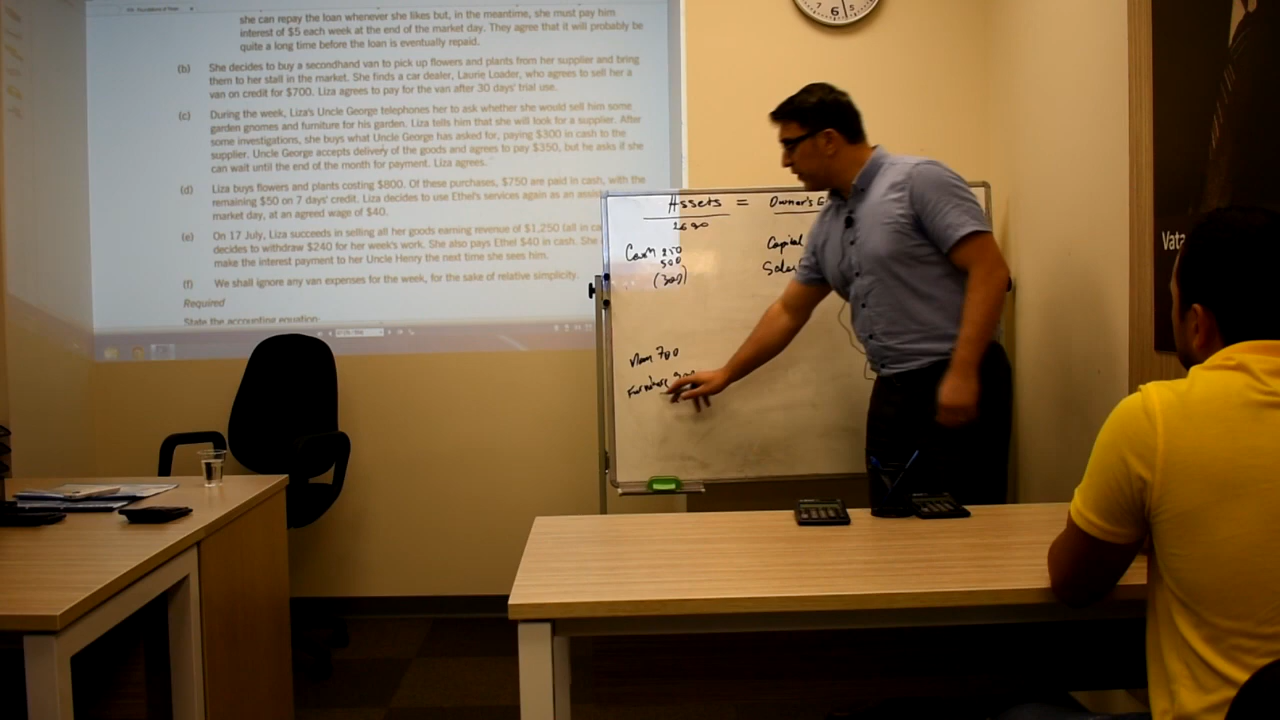 she can repay the loan whenever she likes but, in the meantime, she must pay him
interest of $5 each week at the end of the market day. They agree that it will probably be
quite a long time before the loan is eventually repaid.
(b) She decides to buy a secondhand van to pick up flowers and plants from her supplier and bring
them to her stall in the market. She finds a car dealer, Laurie Loader, who agrees to sell her a
van on credit for $700. Liza agrees to pay for the van after 30 days' trial use.
(c) During the week, Liza's Uncle George telephones her to ask whether she would sell him some
garden gnomes and furniture for his garden. Liza tells him that she will look for a supplier. After
some investigations, she buys what Uncle George has asked for, paying $300 in cash to the
supplier. Uncle George accepts delivery of the goods and agrees to pay $350, but he asks if she
can wait until the end of the month for payment. Liza agrees.
(d) Liza buys flowers and plants costing $800. Of these purchases, $750 are paid in cash, with the
remaining $50 on 7 days' credit. Liza decides to use Ethel's services again as an
market day, at an agreed wage of $40.
(e) On 17 July, Liza succeeds in selling all her goods earning revenue of $1,250 (all in
decides to withdraw $240 for her week's work. She also pays Ethel $40 in cash. She
make the interest payment to her Uncle Henry the next time she sees him.
(f) We shall ignore any van expenses for the week, for the sake of relative simplicity.
Required
State the accounting equation
Assets = Owner's
Cash
500
(300)
Capital
700
6
5
Vata